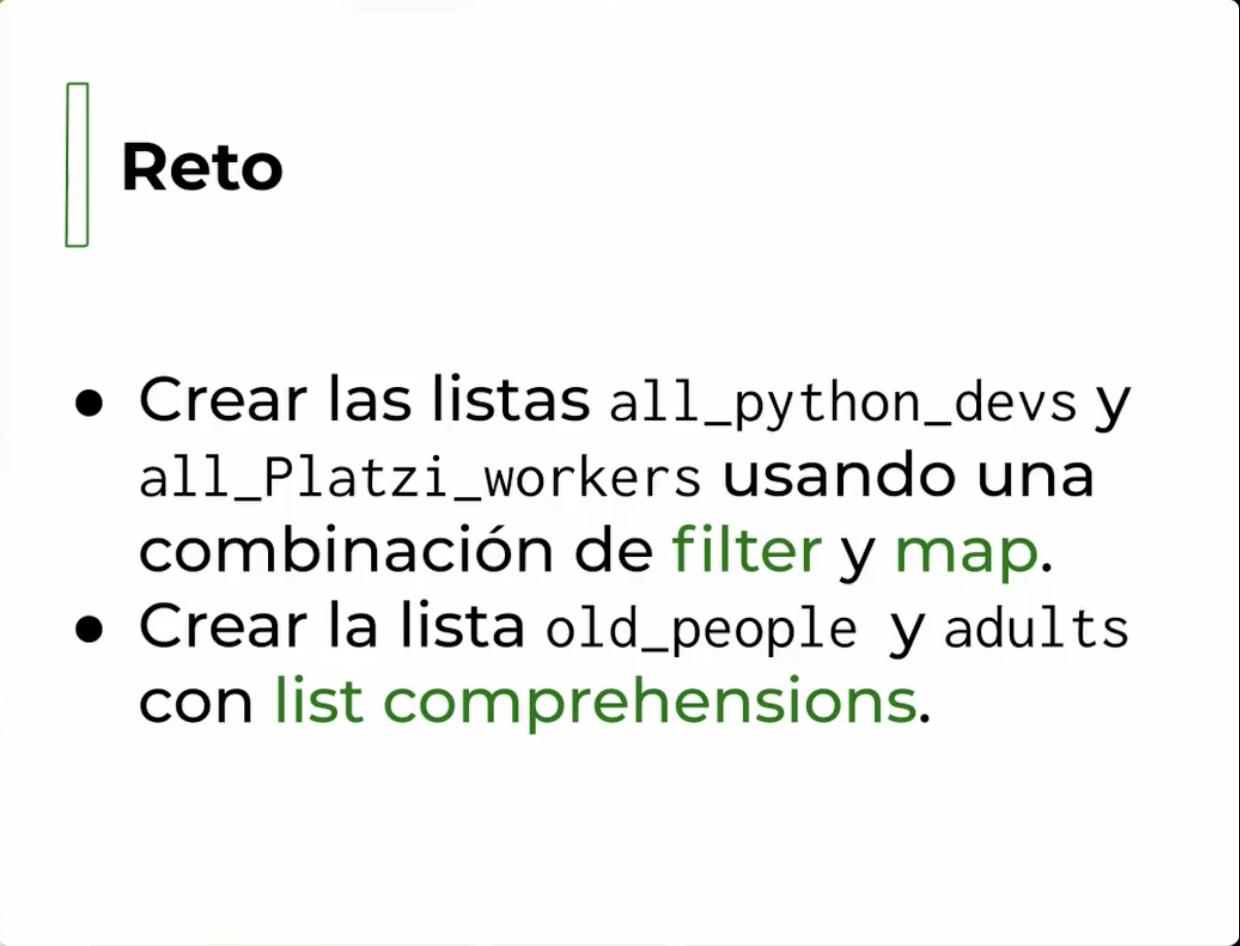 Reto
● Crear las listas all_python_devs y
all_Platzi_workers usando una
combinación de filter y map.
● Crear la lista old_people y adults
con list comprehensions.